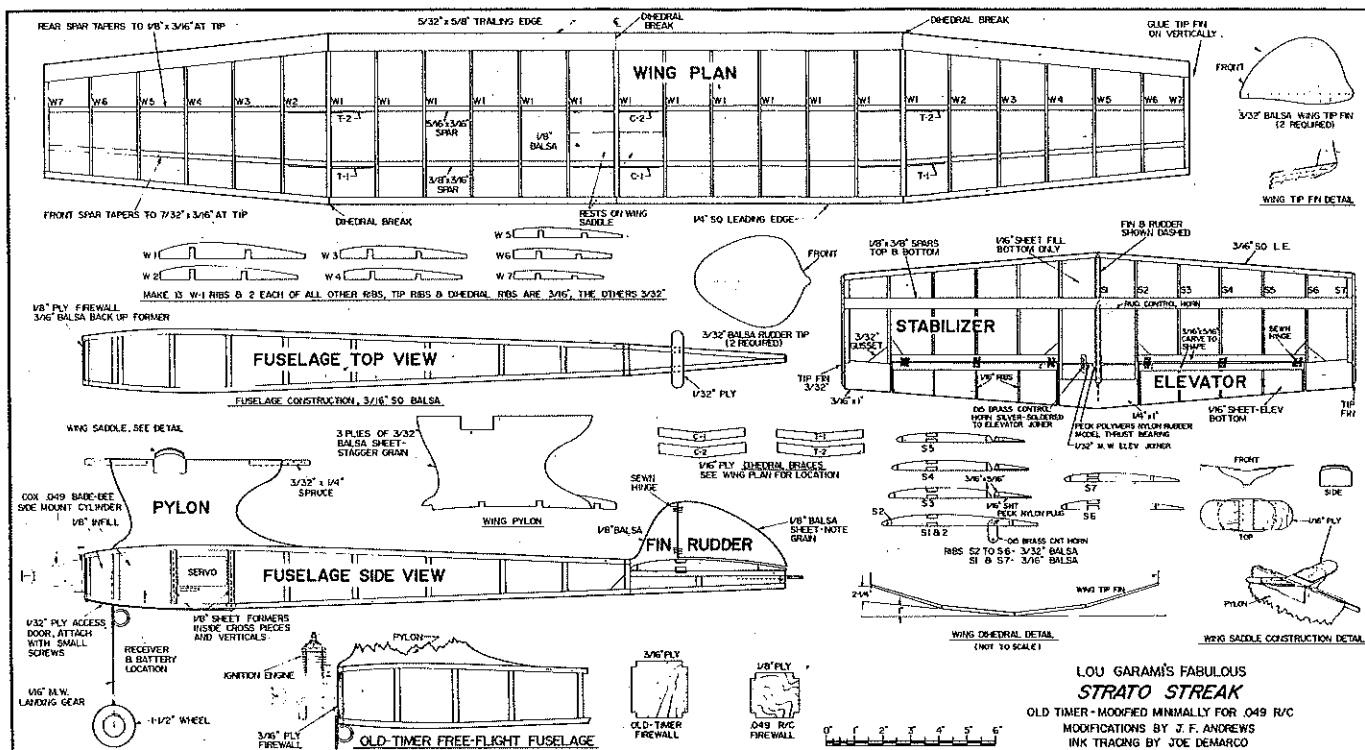 REAR SPAR TAPERS TO 1/8" x 3/16" AT TIP
5/32" x 5/8" TRAILING EDGE
DIHEDRAL
BREAK
DIHEDRAL BREAK
GLUE TIP FIN
ON VERTICALLY
WING PLAN
W7 W6 W5 W4 W3 W2 W1 W1 W1 W1 W1 W1 W1 W1 W1 W1 W1 W1 W1 W2 W3 W4 W5 W6 W7
T-2
5/16"x3/16"
SPAR
1/8"
BALSA
C-2
T-2
T-1
3/8"x3/16"
SPAR
C-1
T-1
FRONT
3/32" BALSA WING TIP FIN
(2 REQUIRED)
WING TIP FIN DETAIL
FRONT SPAR TAPERS TO 7/32" x 3/16" AT TIP
DIHEDRAL BREAK
RESTS ON WING
SADDLE
1/4" SQ LEADING EDGE
W1
W2
W3
W4
W5
W6
W7
MAKE 13 W-1 RIBS & 2 EACH OF ALL OTHER RIBS, TIP RIBS & DIHEDRAL RIBS ARE 3/16", THE OTHERS 3/32"
FRONT
3/32" BALSA RUDDER TIP
(2 REQUIRED)
1/8" x 3/8" SPARS
TOP & BOTTOM
1/16" SHEET FILL
BOTTOM ONLY
FIN & RUDDER
SHOWN DASHED
3/16" SQ L.E.
S1 S2 S3 S4 S5 S6 S7
RUD. CONTROL HORN
STABILIZER
3/32"
GUSSET
CARVE TO
SHAPE
SEWN
HINGE
TIP FIN
3/32"
3/16" x 1"
1/16" RIBS
ELEVATOR
1/4" x 1"
1/16" SHEET-ELEV
BOTTOM
TIP
FIN
.015 BRASS CONTROL
HORN SILVER-SOLDERED
TO ELEVATOR JOINER
PECK POLYMERS NYLON RUBBER
MODEL THRUST BEARING
1/32" M.W. ELEV JOINER
1/8" PLY FIREWALL
3/16" BALSA BACK UP FORMER
FUSELAGE TOP VIEW
1/32" PLY
FUSELAGE CONSTRUCTION, 3/16" SQ BALSA
WING SADDLE, SEE DETAIL
3 PLIES OF 3/32"
BALSA SHEET-
STAGGER GRAIN
WING PYLON
C-1
C-2
T-1
T-2
1/16" PLY DIHEDRAL BRACES
SEE WING PLAN FOR LOCATION
3/32" x 1/4"
SPRUCE
COX .049 BABE-BEE
SIDE MOUNT CYLINDER
1/8" INFILL
PYLON
SEWN
HINGE
1/8" BALSA
1/8" BALSA
SHEET-NOTE
GRAIN
FIN RUDDER
SERVO
FUSELAGE SIDE VIEW
1/32" PLY ACCESS
DOOR, ATTACH
WITH SMALL
SCREWS
1/8" SHEET FORMERS
INSIDE CROSS PIECES
AND VERTICALS
RECEIVER
& BATTERY
LOCATION
1/16" M.W.
LANDING GEAR
1-1/2" WHEEL
S5
S4
3/16"x5/16"
S3
1/16" SHT
PECK NYLON PLUG
S2
S1 & 2
.015 BRASS CNT HORN
S7
S6
RIBS S2 TO S6- 3/32" BALSA
S1 & S7- 3/16" BALSA
FRONT
SIDE
TOP
1/16" PLY
PYLON
WING SADDLE CONSTRUCTION DETAIL
2-1/4"
WING TIP FIN
WING DIHEDRAL DETAIL
(NOT TO SCALE)
PYLON
IGNITION ENGINE
3/16" PLY
FIREWALL
OLD-TIMER FREE-FLIGHT FUSELAGE
3/16" PLY
OLD-TIMER
FIREWALL
1/8" PLY
.049 R/C
FIREWALL
0 1" 2" 3" 4" 5" 6"
LOU GARAMI'S FABULOUS
STRATO STREAK
OLD TIMER - MODIFIED MINIMALLY FOR .049 R/C
MODIFICATIONS BY J. F. ANDREWS
INK TRACING BY JOE DEMARCO